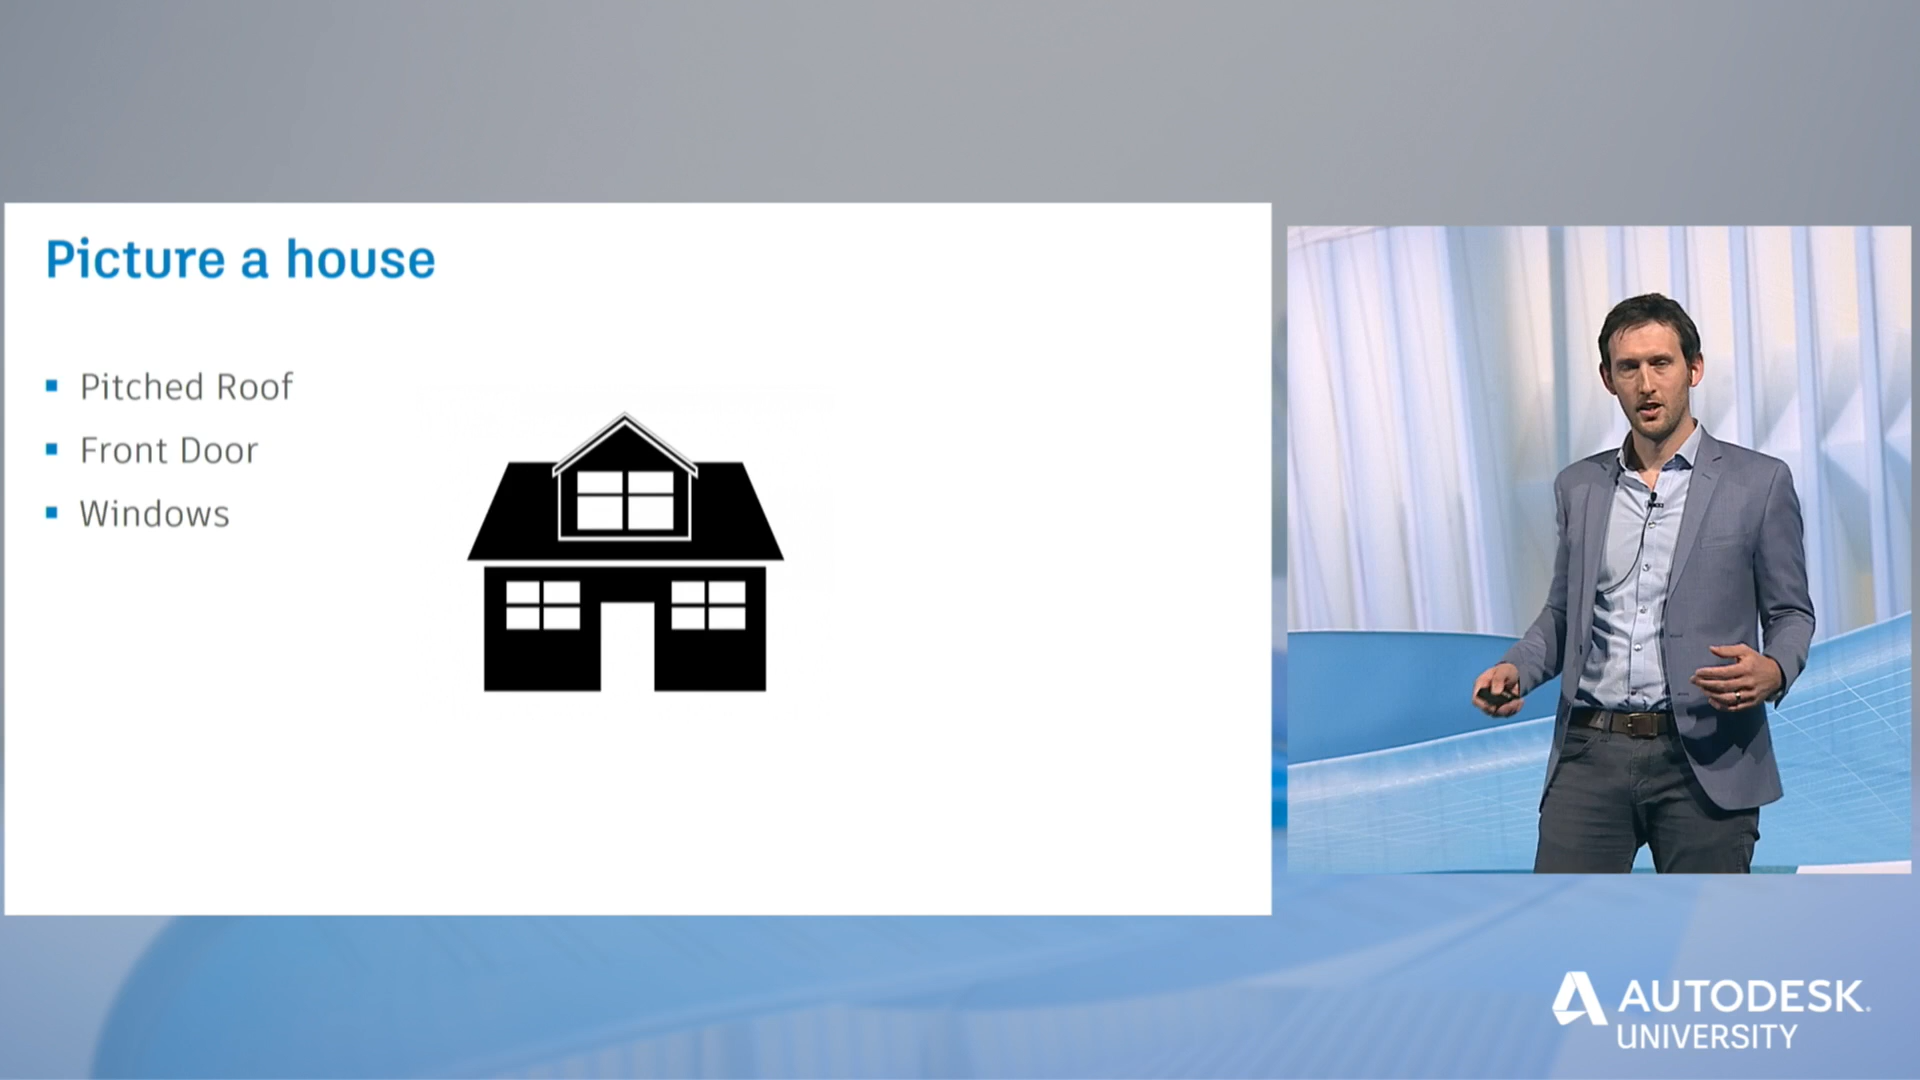 Picture a house
▪ Pitched Roof
▪ Front Door
▪ Windows
AUTODESK.
UNIVERSITY